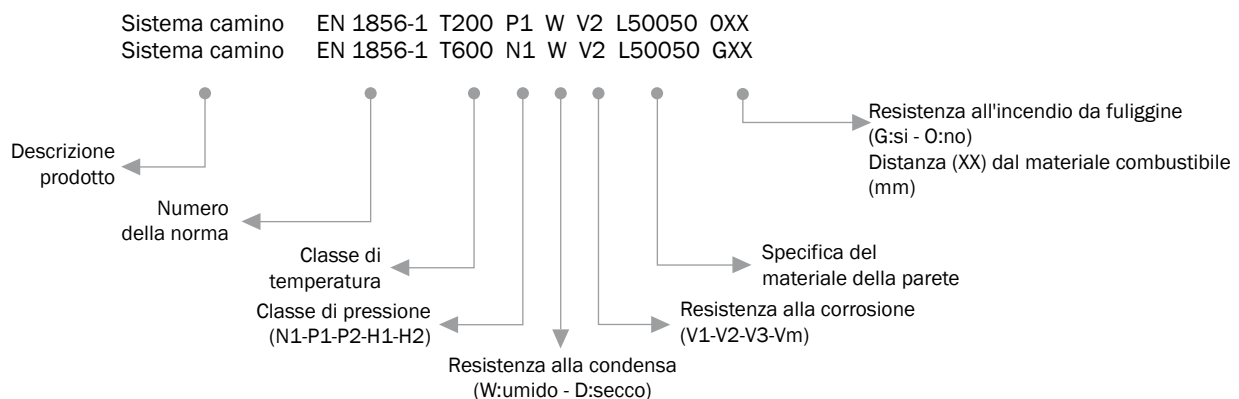 Sistema camino EN 1856-1 T200 P1 W V2 L50050 OXX
Sistema camino EN 1856-1 T600 N1 W V2 L50050 GXX
Resistenza all'incendio da fuliggine
(G:si - O:no)
Distanza (XX) dal materiale combustibile
(mm)
Descrizione
prodotto
Numero
della norma
Classe di
temperatura
Specifica del
materiale della parete
Classe di pressione
(N1-P1-P2-H1-H2)
Resistenza alla corrosione
(V1-V2-V3-Vm)
Resistenza alla condensa
(W:umido - D:secco)